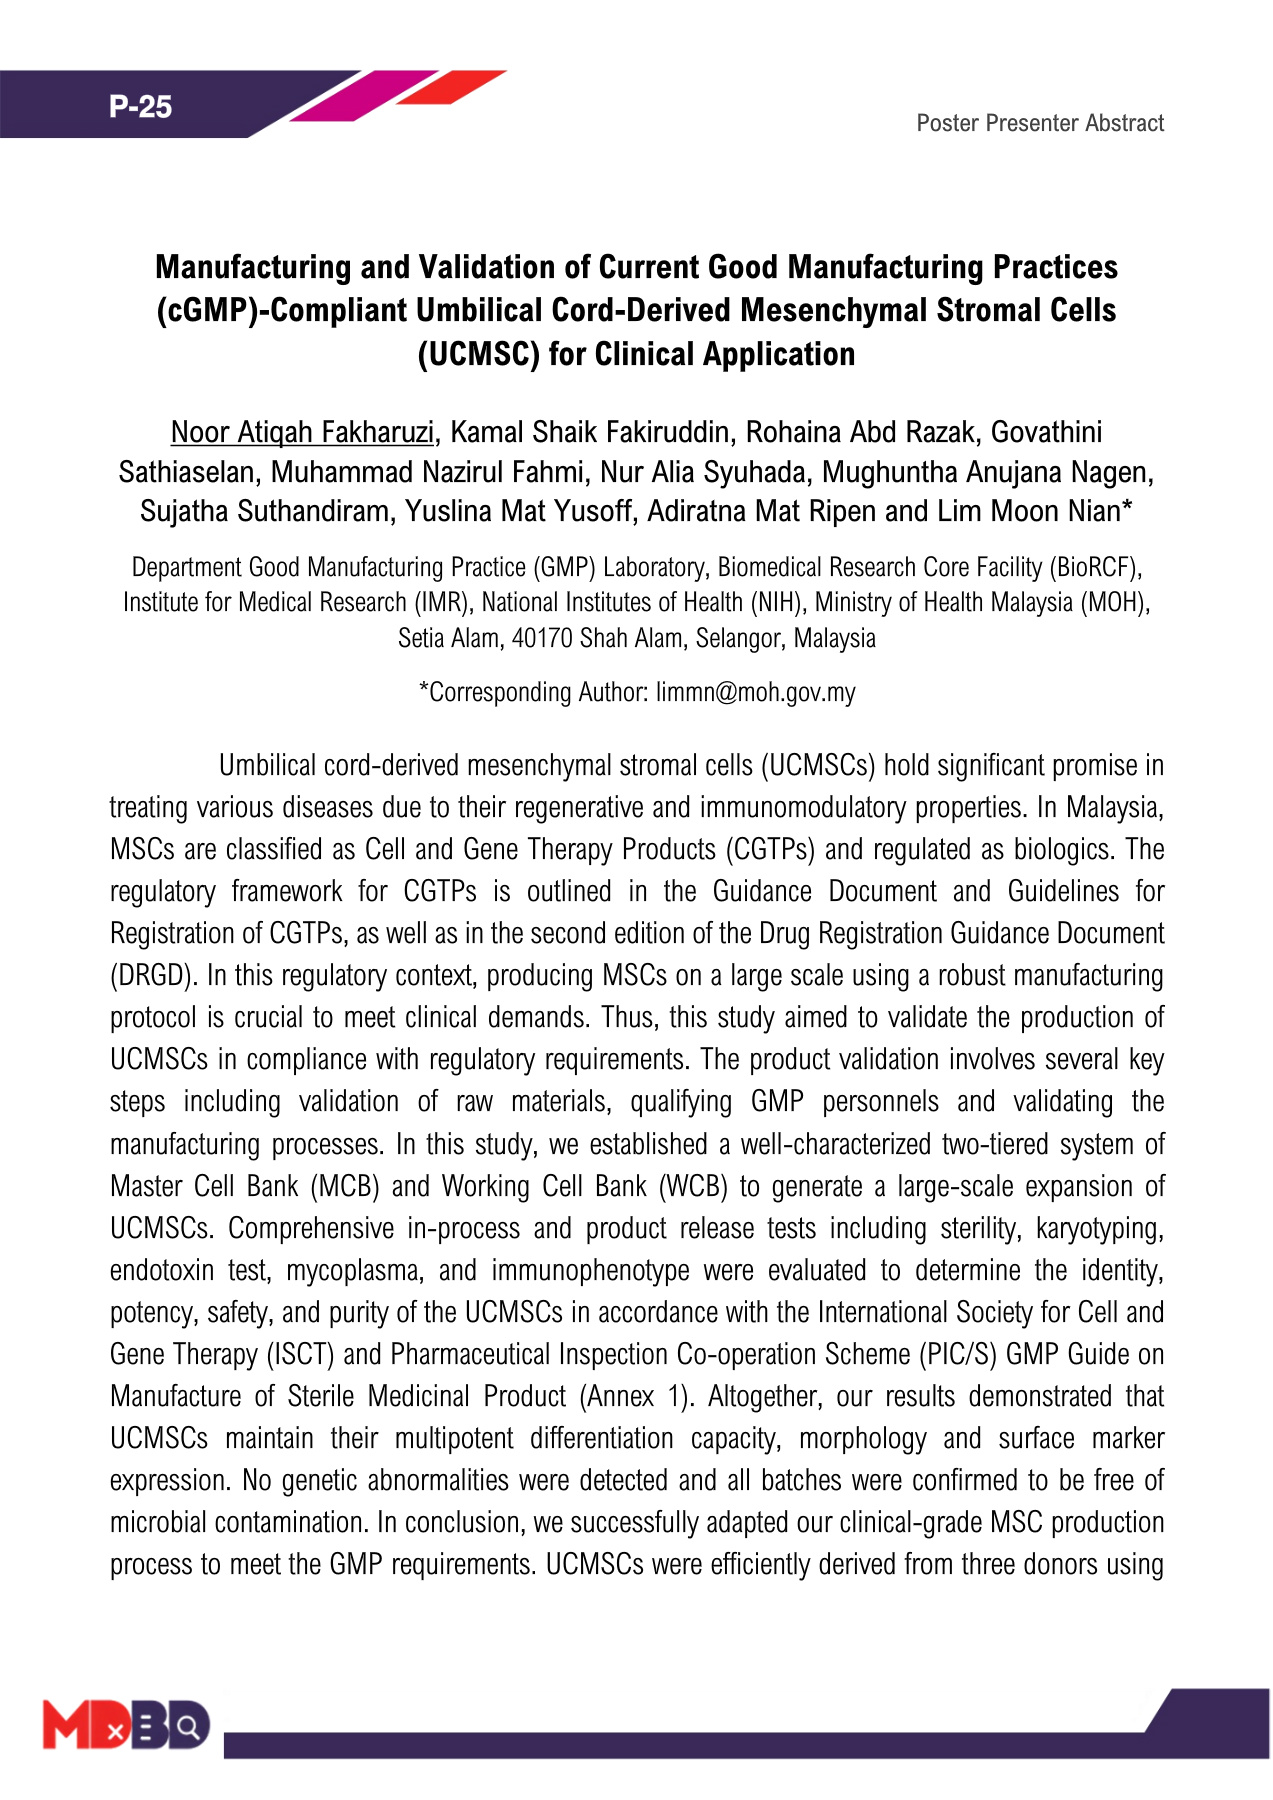 P-25
Poster Presenter Abstract
Manufacturing and Validation of Current Good Manufacturing Practices
(cGMP)-Compliant Umbilical Cord-Derived Mesenchymal Stromal Cells
(UCMSC) for Clinical Application
Noor Atiqah Fakharuzi, Kamal Shaik Fakiruddin, Rohaina Abd Razak, Govathini
Sathiaselan, Muhammad Nazirul Fahmi, Nur Alia Syuhada, Mughuntha Anujana Nagen,
Sujatha Suthandiram, Yuslina Mat Yusoff, Adiratna Mat Ripen and Lim Moon Nian*
Department Good Manufacturing Practice (GMP) Laboratory, Biomedical Research Core Facility (BioRCF),
Institute for Medical Research (IMR), National Institutes of Health (NIH), Ministry of Health Malaysia (MOH),
Setia Alam, 40170 Shah Alam, Selangor, Malaysia
*Corresponding Author: limmn@moh.gov.my
Umbilical cord-derived mesenchymal stromal cells (UCMSCs) hold significant promise in
treating various diseases due to their regenerative and immunomodulatory properties. In Malaysia,
MSCs are classified as Cell and Gene Therapy Products (CGTPs) and regulated as biologics. The
regulatory framework for CGTPs is outlined in the Guidance Document and Guidelines for
Registration of CGTPs, as well as in the second edition of the Drug Registration Guidance Document
(DRGD). In this regulatory context, producing MSCs on a large scale using a robust manufacturing
protocol is crucial to meet clinical demands. Thus, this study aimed to validate the production of
UCMSCs in compliance with regulatory requirements. The product validation involves several key
steps including validation of raw materials, qualifying GMP personnels and validating the
manufacturing processes. In this study, we established a well-characterized two-tiered system of
Master Cell Bank (MCB) and Working Cell Bank (WCB) to generate a large-scale expansion of
UCMSCs. Comprehensive in-process and product release tests including sterility, karyotyping,
endotoxin test, mycoplasma, and immunophenotype were evaluated to determine the identity,
potency, safety, and purity of the UCMSCs in accordance with the International Society for Cell and
Gene Therapy (ISCT) and Pharmaceutical Inspection Co-operation Scheme (PIC/S) GMP Guide on
Manufacture of Sterile Medicinal Product (Annex 1). Altogether, our results demonstrated that
UCMSCs maintain their multipotent differentiation capacity, morphology and surface marker
expression. No genetic abnormalities were detected and all batches were confirmed to be free of
microbial contamination. In conclusion, we successfully adapted our clinical-grade MSC production
process to meet the GMP requirements. UCMSCs were efficiently derived from three donors using
MDxBD